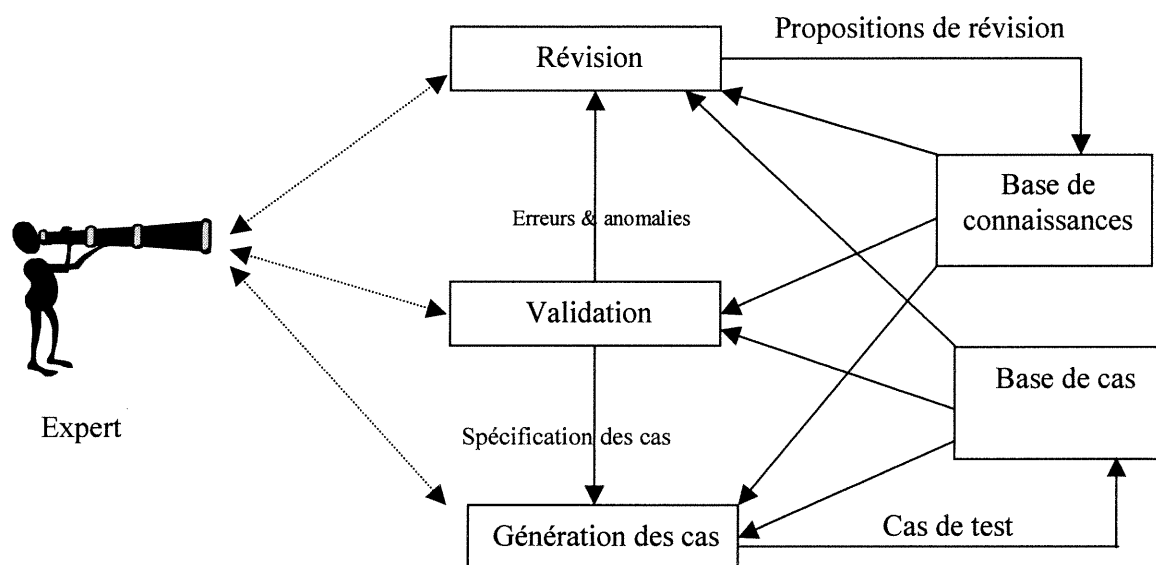 Propositions de révision
Révision
Base de
connaissances
Erreurs & anomalies
Validation
Base de cas
Expert
Spécification des cas
Génération des cas
Cas de test